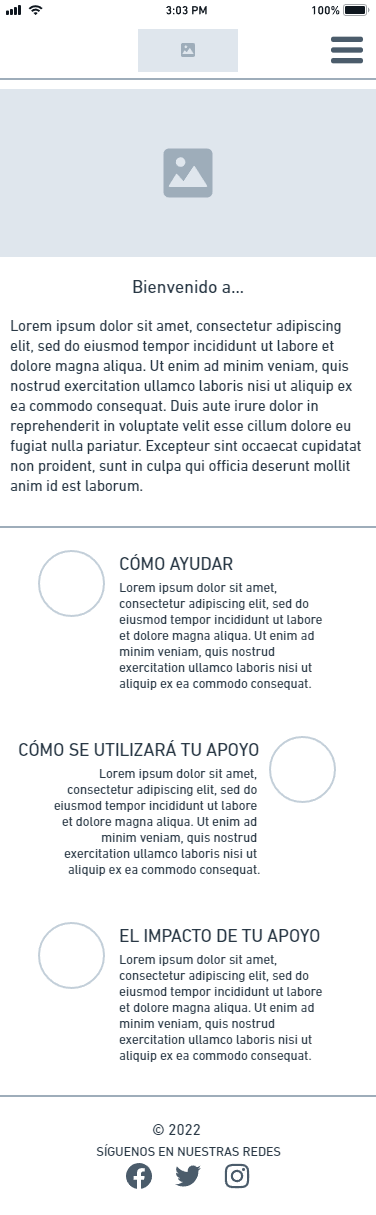 3:03 PM
100%
Bienvenido a...
Lorem ipsum dolor sit amet, consectetur adipiscing
elit, sed do eiusmod tempor incididunt ut labore et
dolore magna aliqua. Ut enim ad minim veniam, quis
nostrud exercitation ullamco laboris nisi ut aliquip ex
ea commodo consequat. Duis aute irure dolor in
reprehenderit in voluptate velit esse cillum dolore eu
fugiat nulla pariatur. Excepteur sint occaecat cupidatat
non proident, sunt in culpa qui officia deserunt mollit
anim id est laborum.
CÓMO AYUDAR
Lorem ipsum dolor sit amet,
consectetur adipiscing elit, sed do
eiusmod tempor incididunt ut labore
et dolore magna aliqua. Ut enim ad
minim veniam, quis nostrud
exercitation ullamco laboris nisi ut
aliquip ex ea commodo consequat.
CÓMO SE UTILIZARÁ TU APOYO
Lorem ipsum dolor sit amet,
consectetur adipiscing elit, sed do
eiusmod tempor incididunt ut labore
et dolore magna aliqua. Ut enim ad
minim veniam, quis nostrud
exercitation ullamco laboris nisi ut
aliquip ex ea commodo consequat.
EL IMPACTO DE TU APOYO
Lorem ipsum dolor sit amet,
consectetur adipiscing elit, sed do
eiusmod tempor incididunt ut labore
et dolore magna aliqua. Ut enim ad
minim veniam, quis nostrud
exercitation ullamco laboris nisi ut
aliquip ex ea commodo consequat.
© 2022
SÍGUENOS EN NUESTRAS REDES